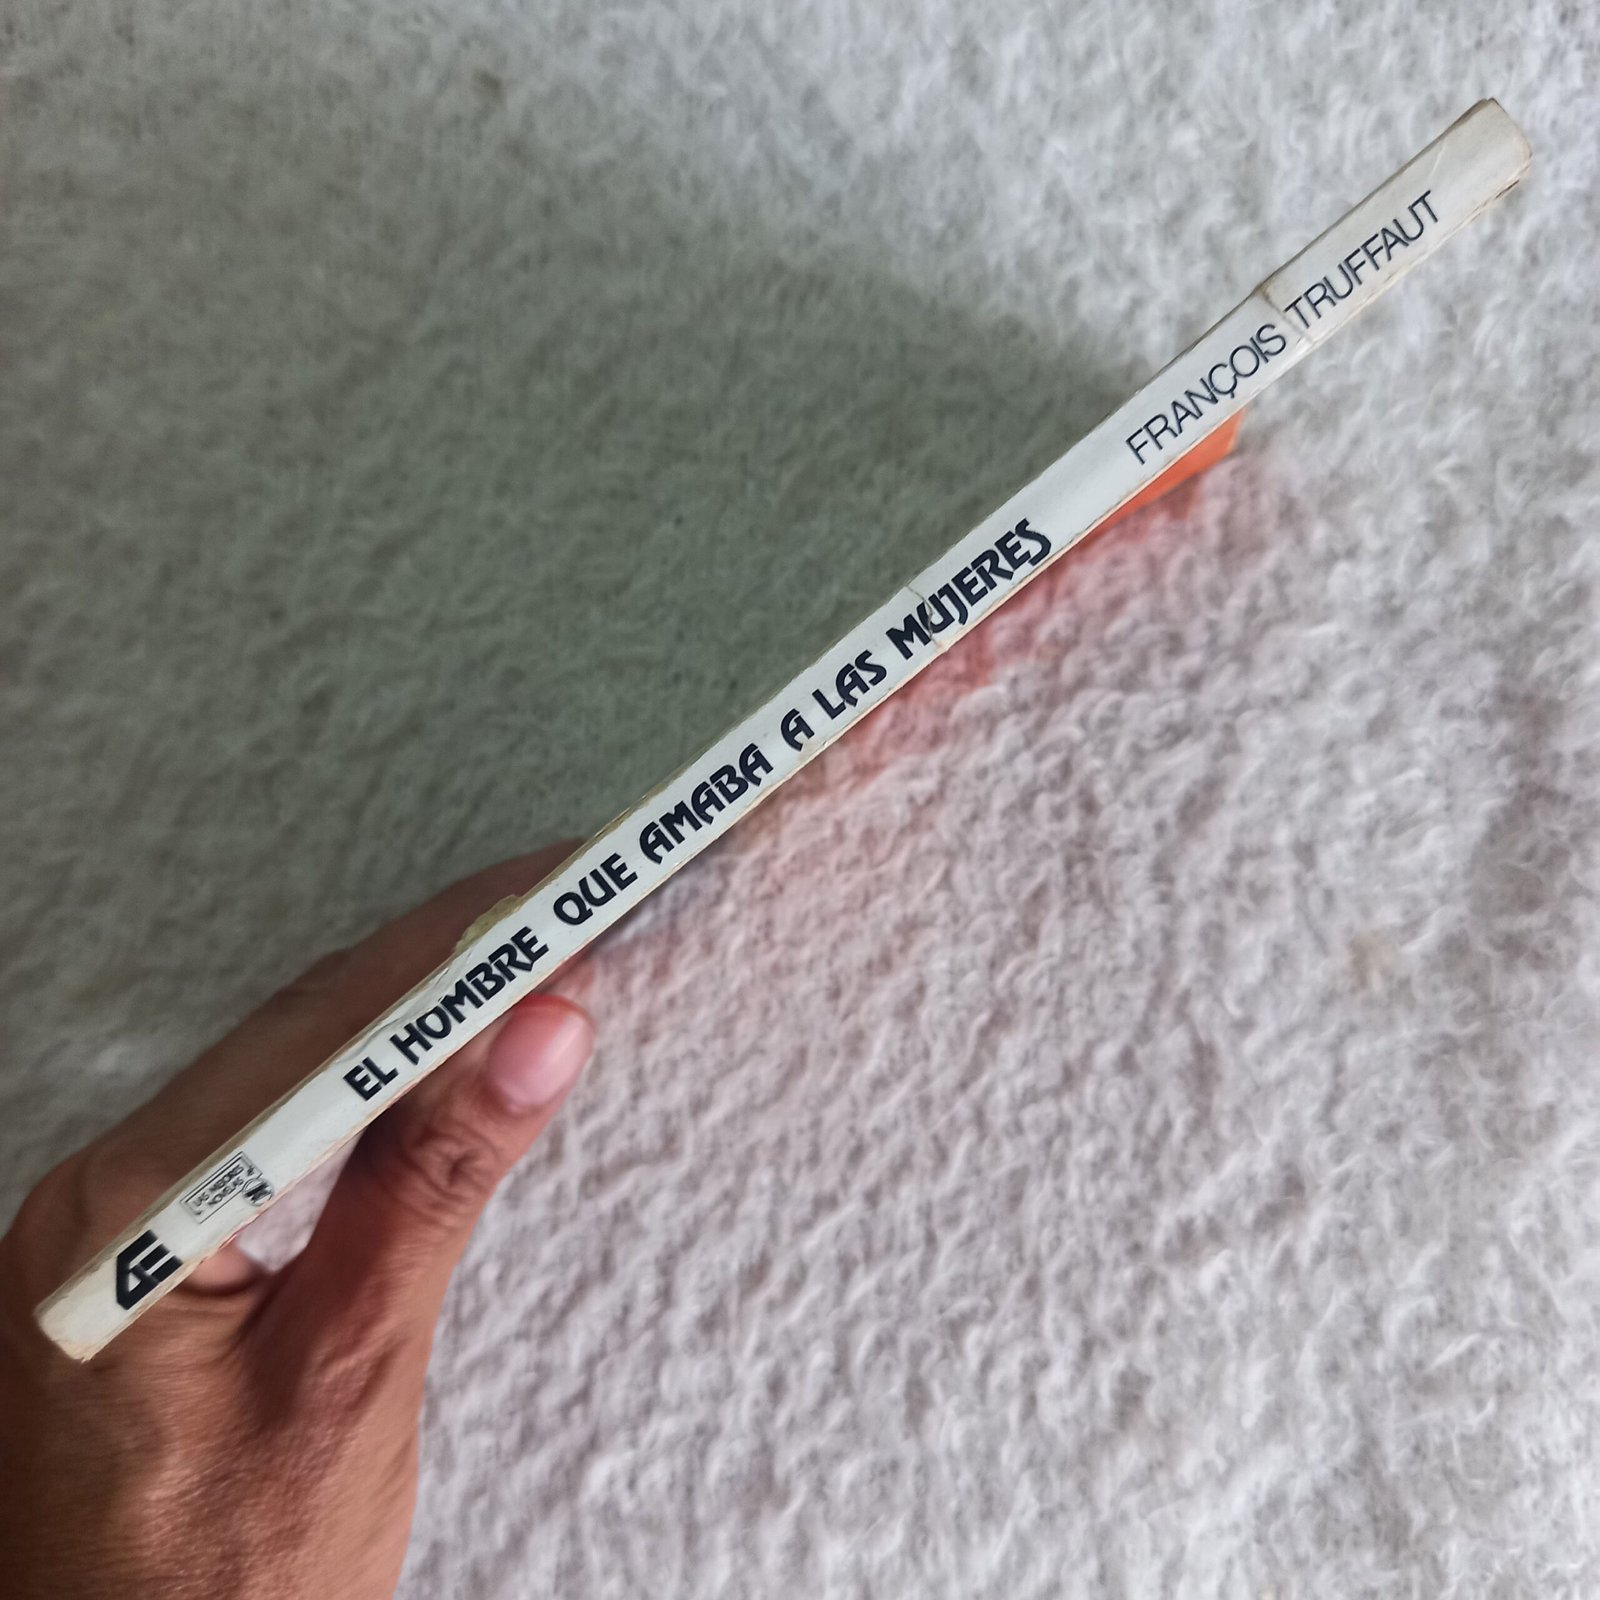 EL HOMBRE QUE AMABA A LAS MUJERES
FRANÇOIS TRUFFAUT